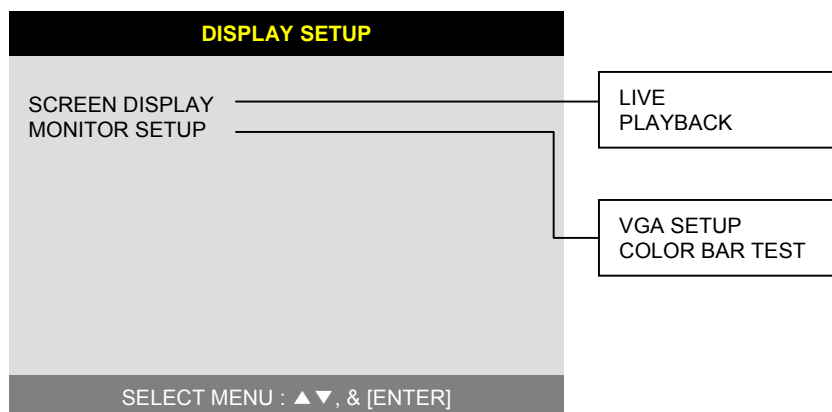 DISPLAY SETUP
SCREEN DISPLAY
MONITOR SETUP
LIVE
PLAYBACK
VGA SETUP
COLOR BAR TEST
SELECT MENU : ▲▼, & [ENTER]